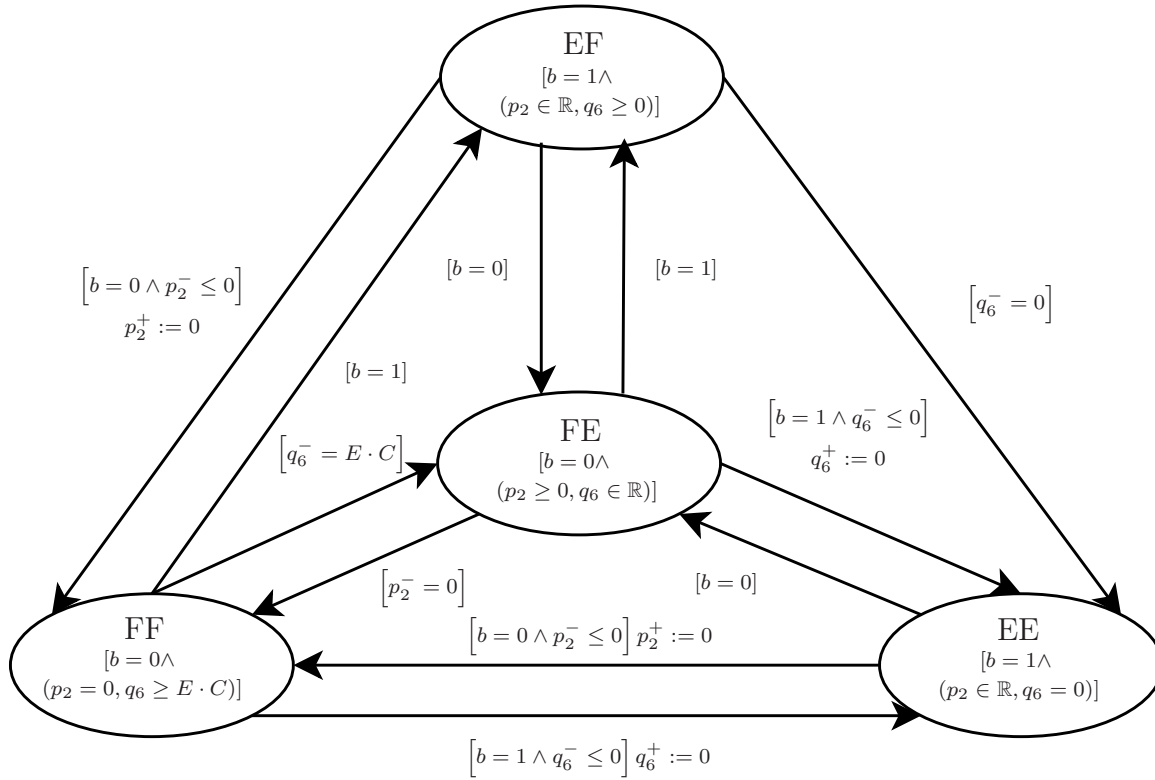 EF
[b = 1∧
(p₂ ∈ ℝ, q₆ ≥ 0)]
[b = 0]
[b = 1]
[b = 0 ∧ p₂⁻ ≤ 0]
p₂⁺ := 0
[q₆⁻ = 0]
[b = 1]
[b = 1 ∧ q₆⁻ ≤ 0]
q₆⁺ := 0
FE
[b = 0∧
(p₂ ≥ 0, q₆ ∈ ℝ)]
[q₆⁻ = E · C]
[p₂⁻ = 0]
[b = 0]
FF
[b = 0∧
(p₂ = 0, q₆ ≥ E · C)]
[b = 0 ∧ p₂⁻ ≤ 0] p₂⁺ := 0
EE
[b = 1∧
(p₂ ∈ ℝ, q₆ = 0)]
[b = 1 ∧ q₆⁻ ≤ 0] q₆⁺ := 0